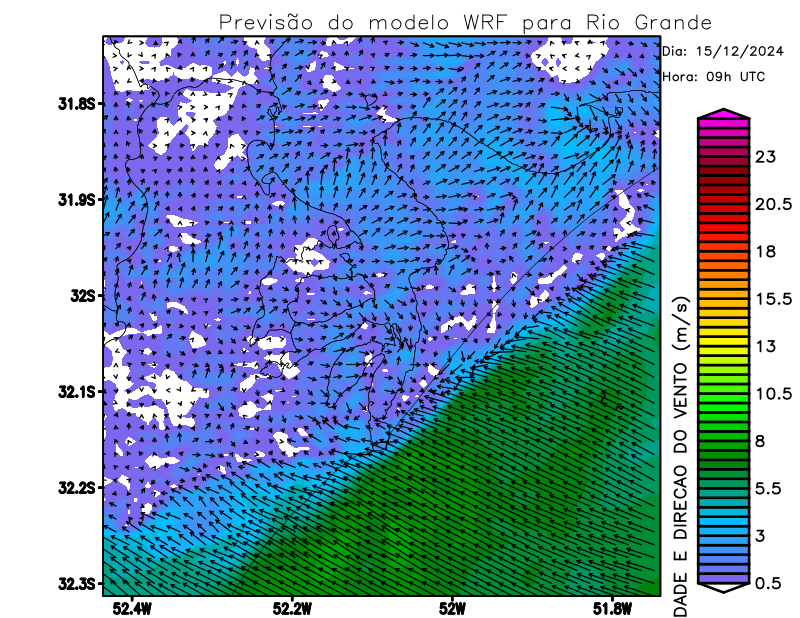 Previsão do modelo WRF para Rio Grande
Dia: 15/12/2024
Hora: 09h UTC
31.8S
31.9S
32S
32.1S
32.2S
32.3S
52.4W
52.2W
52W
51.8W
DADE E DIRECAO DO VENTO (m/s)
23
20.5
18
15.5
13
10.5
8
5.5
3
0.5